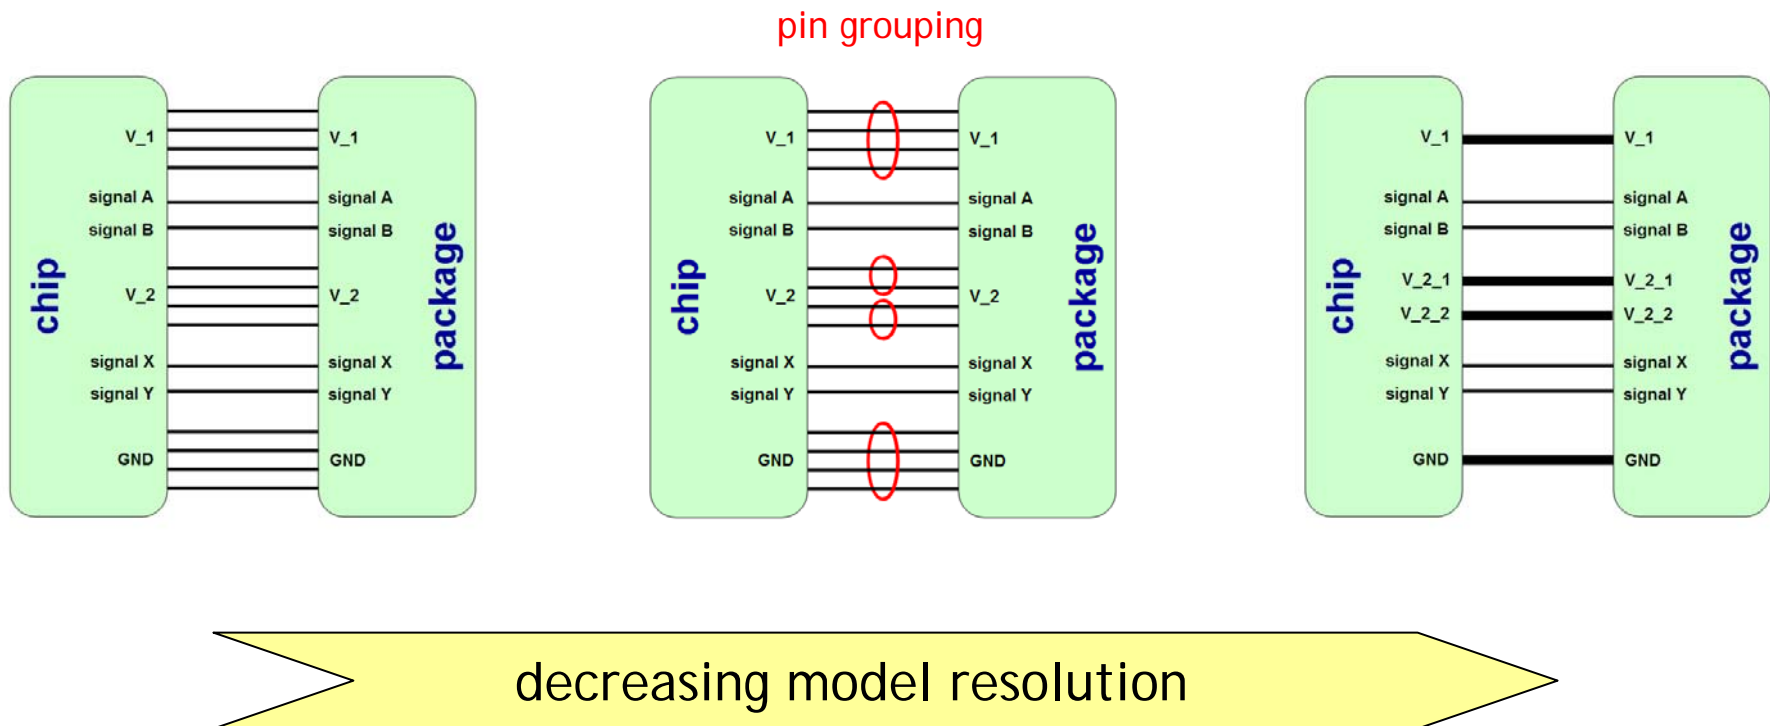 pin grouping
V_1
V_1
signal A
signal A
signal B
signal B
V_2
V_2
signal X
signal X
signal Y
signal Y
GND
GND
chip
package
V_1
V_1
signal A
signal A
signal B
signal B
V_2
V_2
signal X
signal X
signal Y
signal Y
GND
GND
chip
package
V_1
V_1
signal A
signal A
signal B
signal B
V_2_1
V_2_1
V_2_2
V_2_2
signal X
signal X
signal Y
signal Y
GND
GND
chip
package
decreasing model resolution